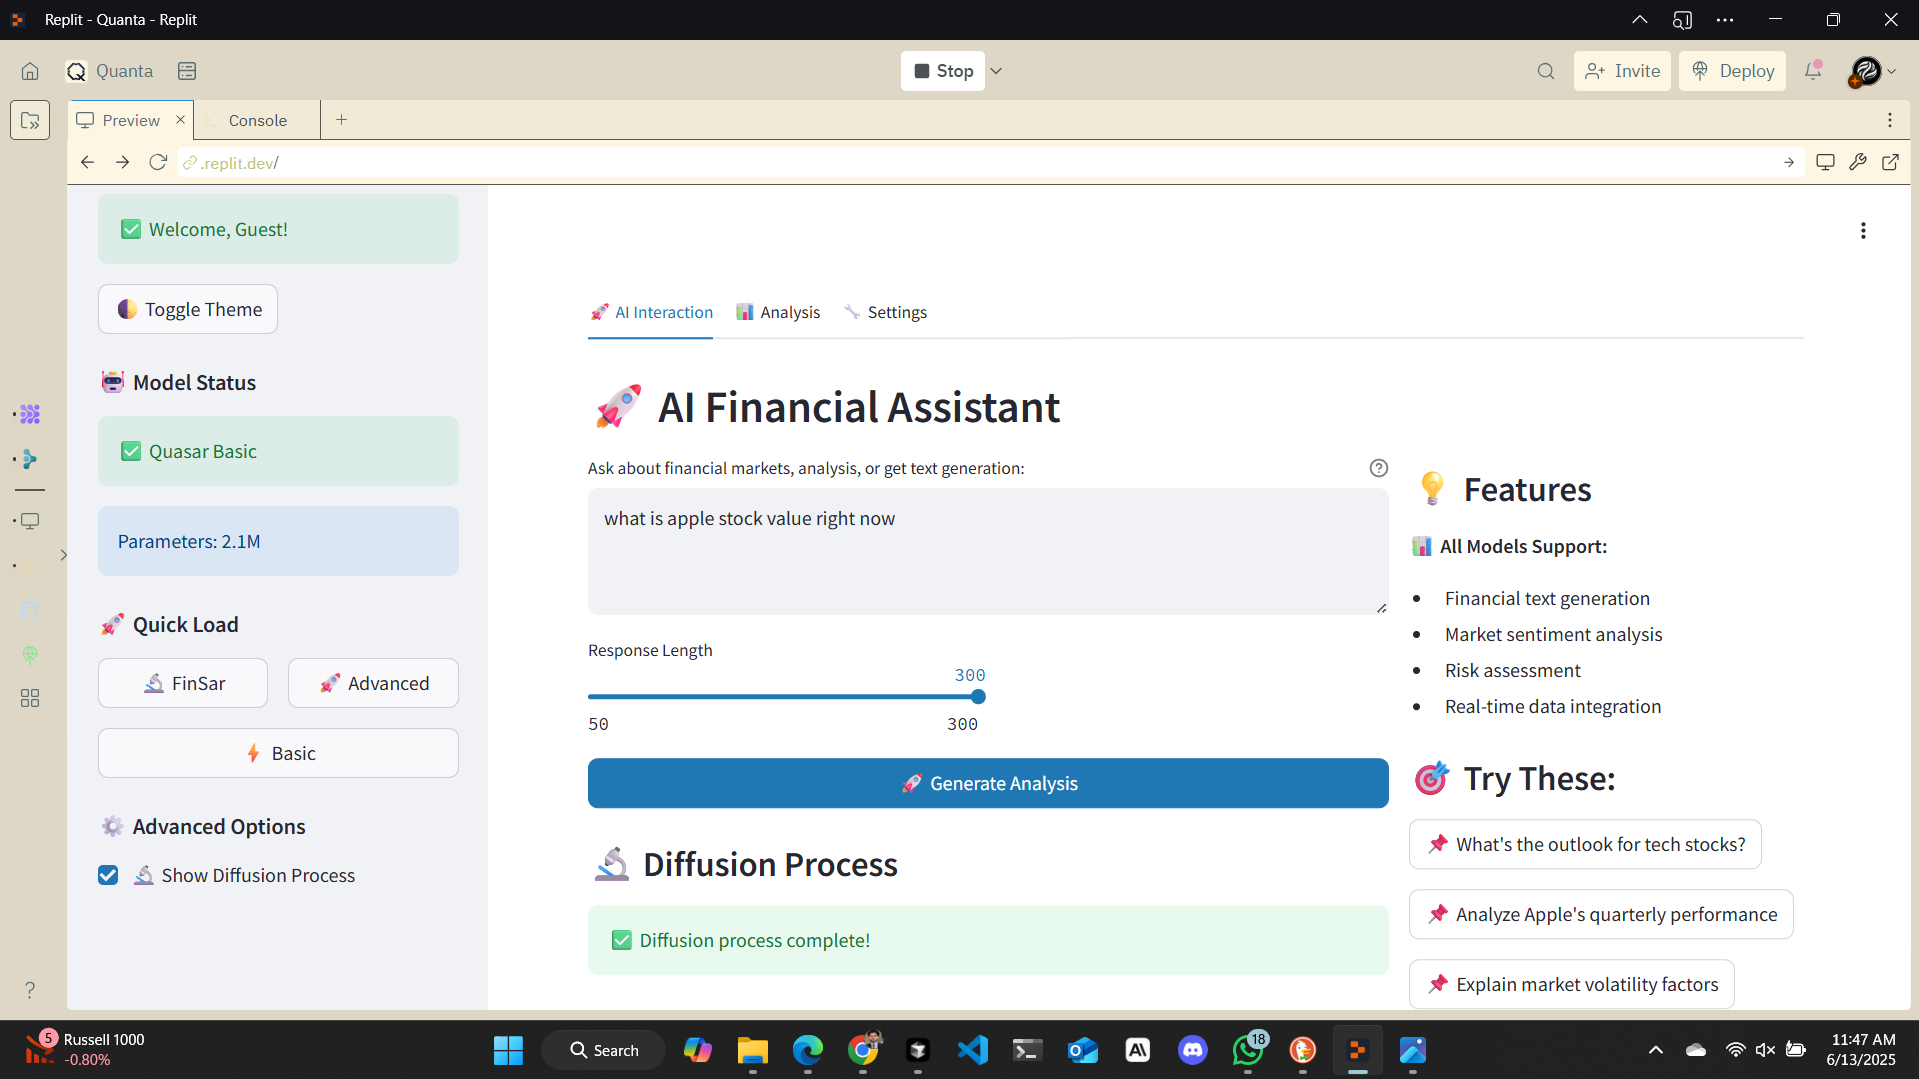 Replit - Quanta - Replit
Quanta
Stop
Invite
Deploy
Preview
Console
.replit.dev/
✅ Welcome, Guest!
Toggle Theme
Model Status
✅ Quasar Basic
Parameters: 2.1M
Quick Load
FinSar
Advanced
Basic
Advanced Options
Show Diffusion Process
AI Interaction
Analysis
Settings
AI Financial Assistant
Ask about financial markets, analysis, or get text generation:
what is apple stock value right now
Response Length
300
50
300
Generate Analysis
Diffusion Process
✅ Diffusion process complete!
Features
All Models Support:
• Financial text generation
• Market sentiment analysis
• Risk assessment
• Real-time data integration
Try These:
What's the outlook for tech stocks?
Analyze Apple's quarterly performance
Explain market volatility factors
5
Russell 1000
-0.80%
Search
18
11:47 AM
6/13/2025